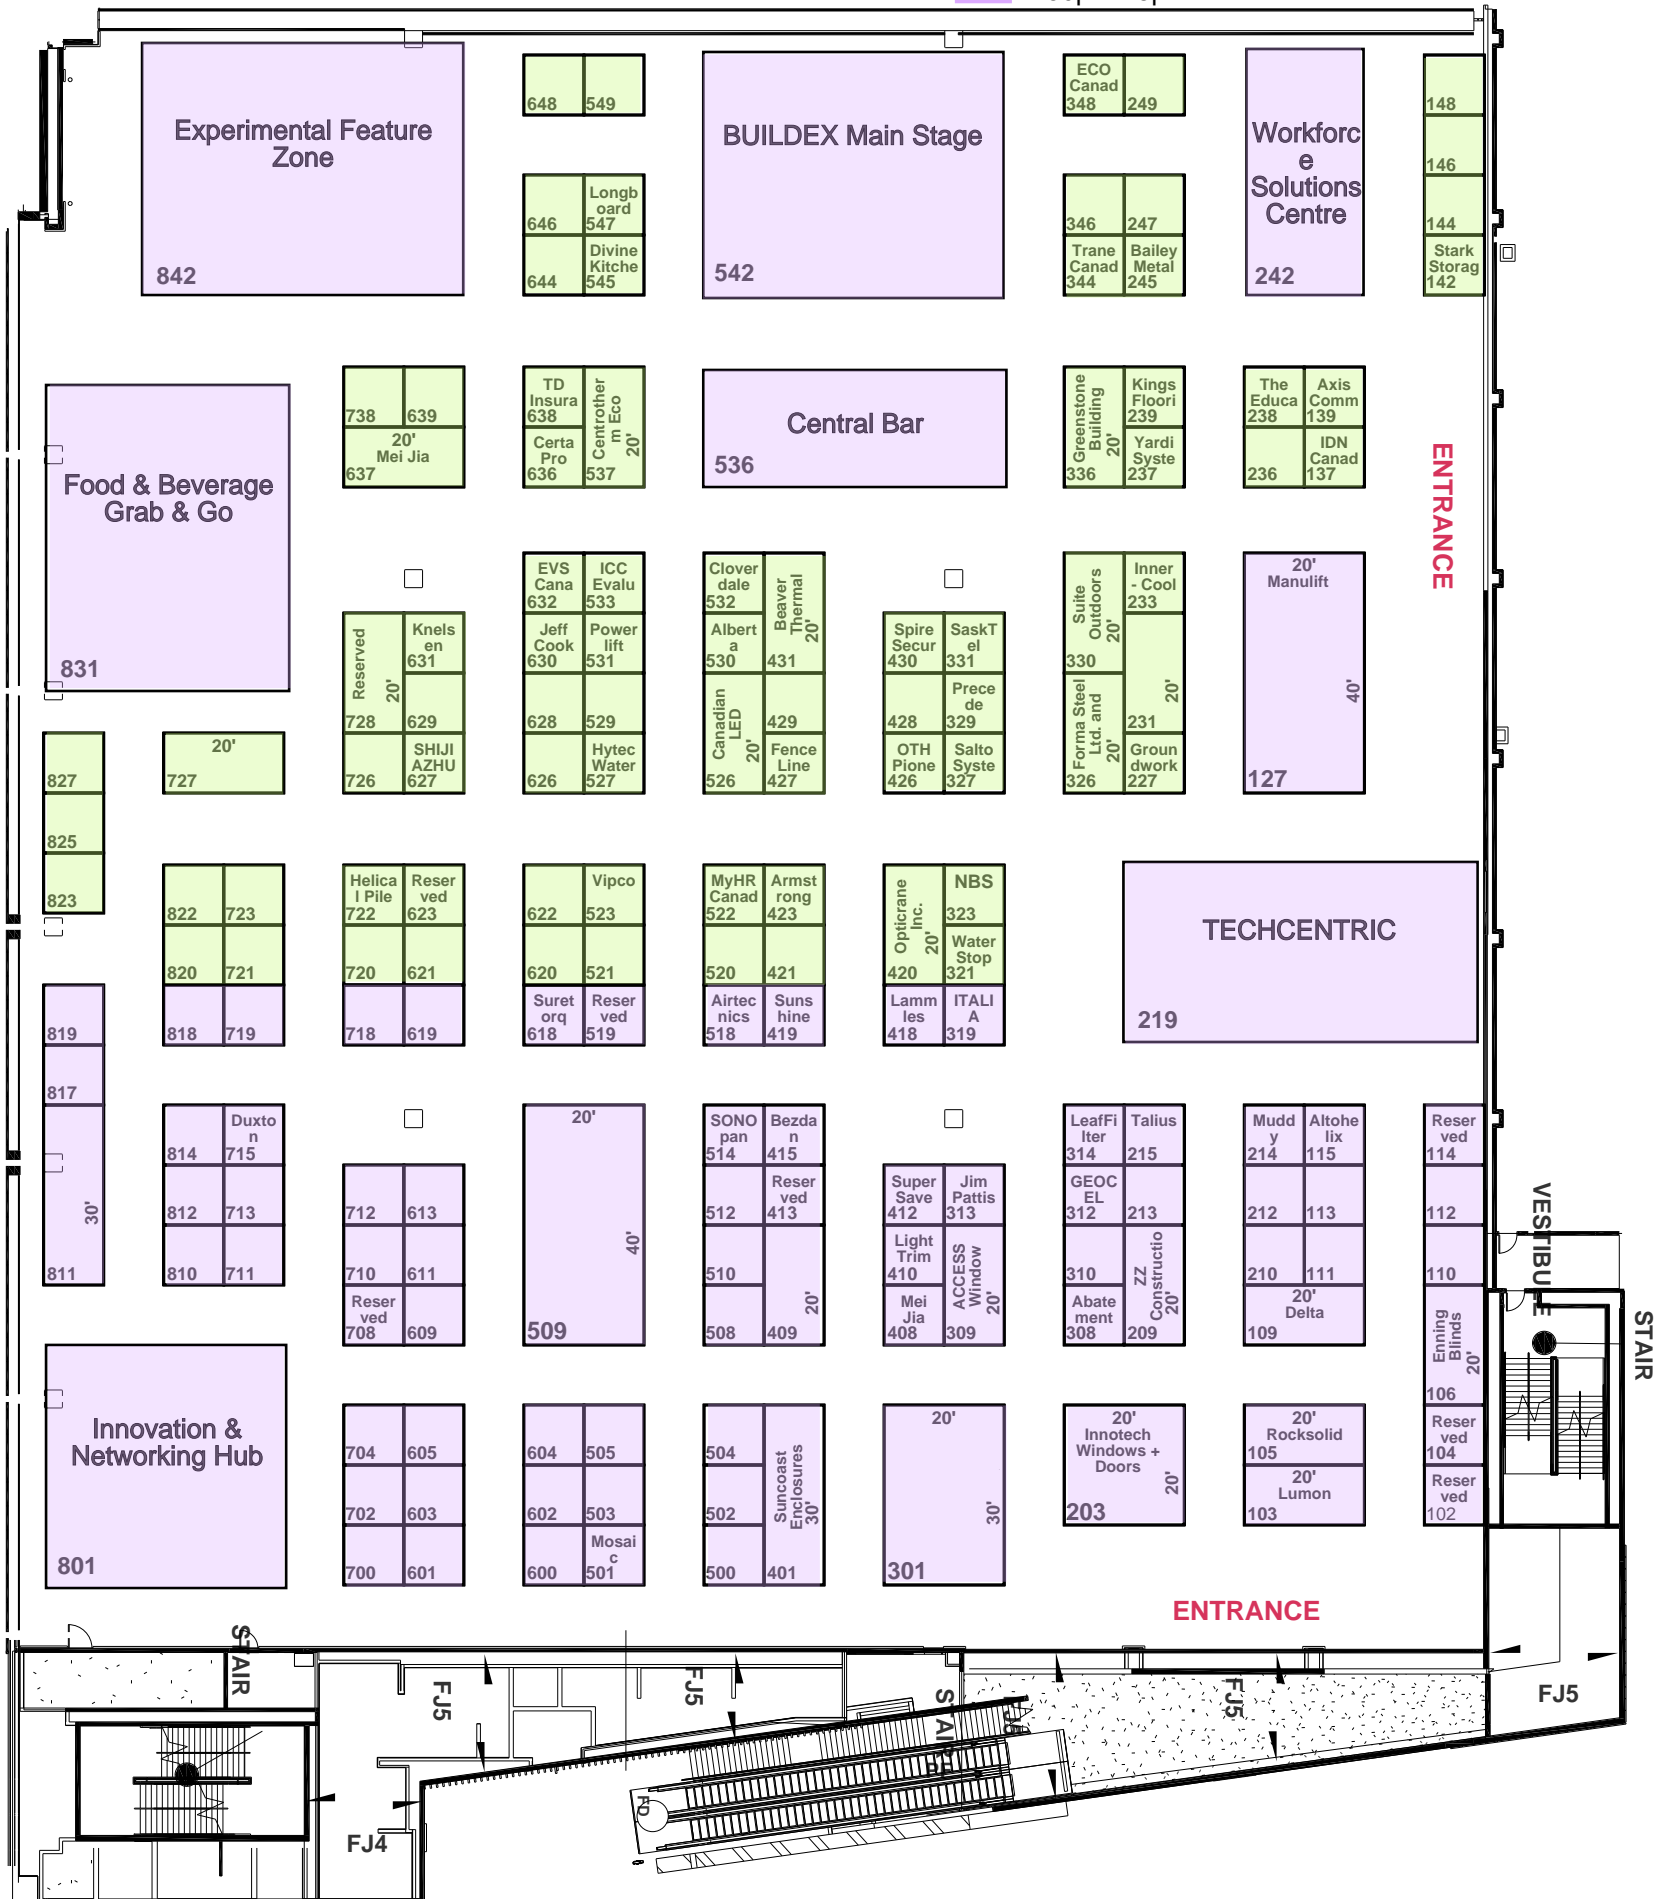 Experimental Feature
Zone
842
648
549
646
Longb
oard
547
644
Divine
Kitche
545
BUILDEX Main Stage
542
ECO
Canad
348
249
346
247
Trane
Canad
344
Bailey
Metal
245
Workforc
e
Solutions
Centre
242
148
146
144
Stark
Storag
142
Food & Beverage
Grab & Go
831
738
639
20'
Mei Jia
637
TD
Insura
638
Certa
Pro
636
Centrother
m Eco
20'
537
Central Bar
536
Greenstone
Building
20'
336
Kings
Floori
239
Yardi
Syste
237
The
Educa
238
Axis
Comm
139
236
IDN
Canad
137
ENTRANCE
Reserved
20'
728
Knels
en
631
629
726
SHIJI
AZHU
627
EVS
Cana
632
ICC
Evalu
533
Jeff
Cook
630
Power
lift
531
628
529
626
Hytec
Water
527
Clover
dale
532
Beaver
Thermal
20'
431
Albert
a
530
Canadian
LED
20'
526
429
Fence
Line
427
Spire
Secur
430
SaskT
el
331
428
Prece
de
329
OTH
Pione
426
Salto
Syste
327
Suite
Outdoors
20'
330
Inner
- Cool
233
20'
231
Forma Steel
Ltd. and
20'
326
Groun
dwork
227
20'
Manulift
40'
127
827
825
823
20'
727
822
723
820
721
818
719
Helica
l Pile
722
Reser
ved
623
720
621
718
619
622
Vipco
523
620
521
Suret
orq
618
Reser
ved
519
MyHR
Canad
522
Armst
rong
423
520
421
Airtec
nics
518
Suns
hine
419
Opticrane
Inc.
20'
420
NBS
323
Water
Stop
321
Lamm
les
418
ITALI
A
319
TECHCENTRIC
219
819
817
30'
811
814
Duxto
n
715
812
713
810
711
712
613
710
611
Reser
ved
708
609
20'
40'
509
SONO
pan
514
Bezda
n
415
512
Reser
ved
413
510
508
20'
409
Super
Save
412
Jim
Pattis
313
Light
Trim
410
ACCESS
Window
20'
309
Mei
Jia
408
LeafFi
lter
314
Talius
215
GEOC
EL
312
213
310
ZZ
Constructio
20'
209
Abate
ment
308
Mudd
y
214
Altohe
lix
115
212
113
210
111
20'
Delta
109
Reser
ved
114
112
110
Enning
Blinds
20'
106
Reser
ved
104
Reser
ved
102
VESTIBULE
STAIR
Innovation &
Networking Hub
801
704
605
702
603
700
601
604
505
602
503
600
Mosai
c
501
504
502
500
Suncoast
Enclosures
30'
401
20'
30'
301
20'
Innotech
Windows +
Doors
20'
203
20'
Rocksolid
105
20'
Lumon
103
ENTRANCE
STAIR
FJ5
FJ5
STAIR
FJ5
FJ5
FD
FJ4